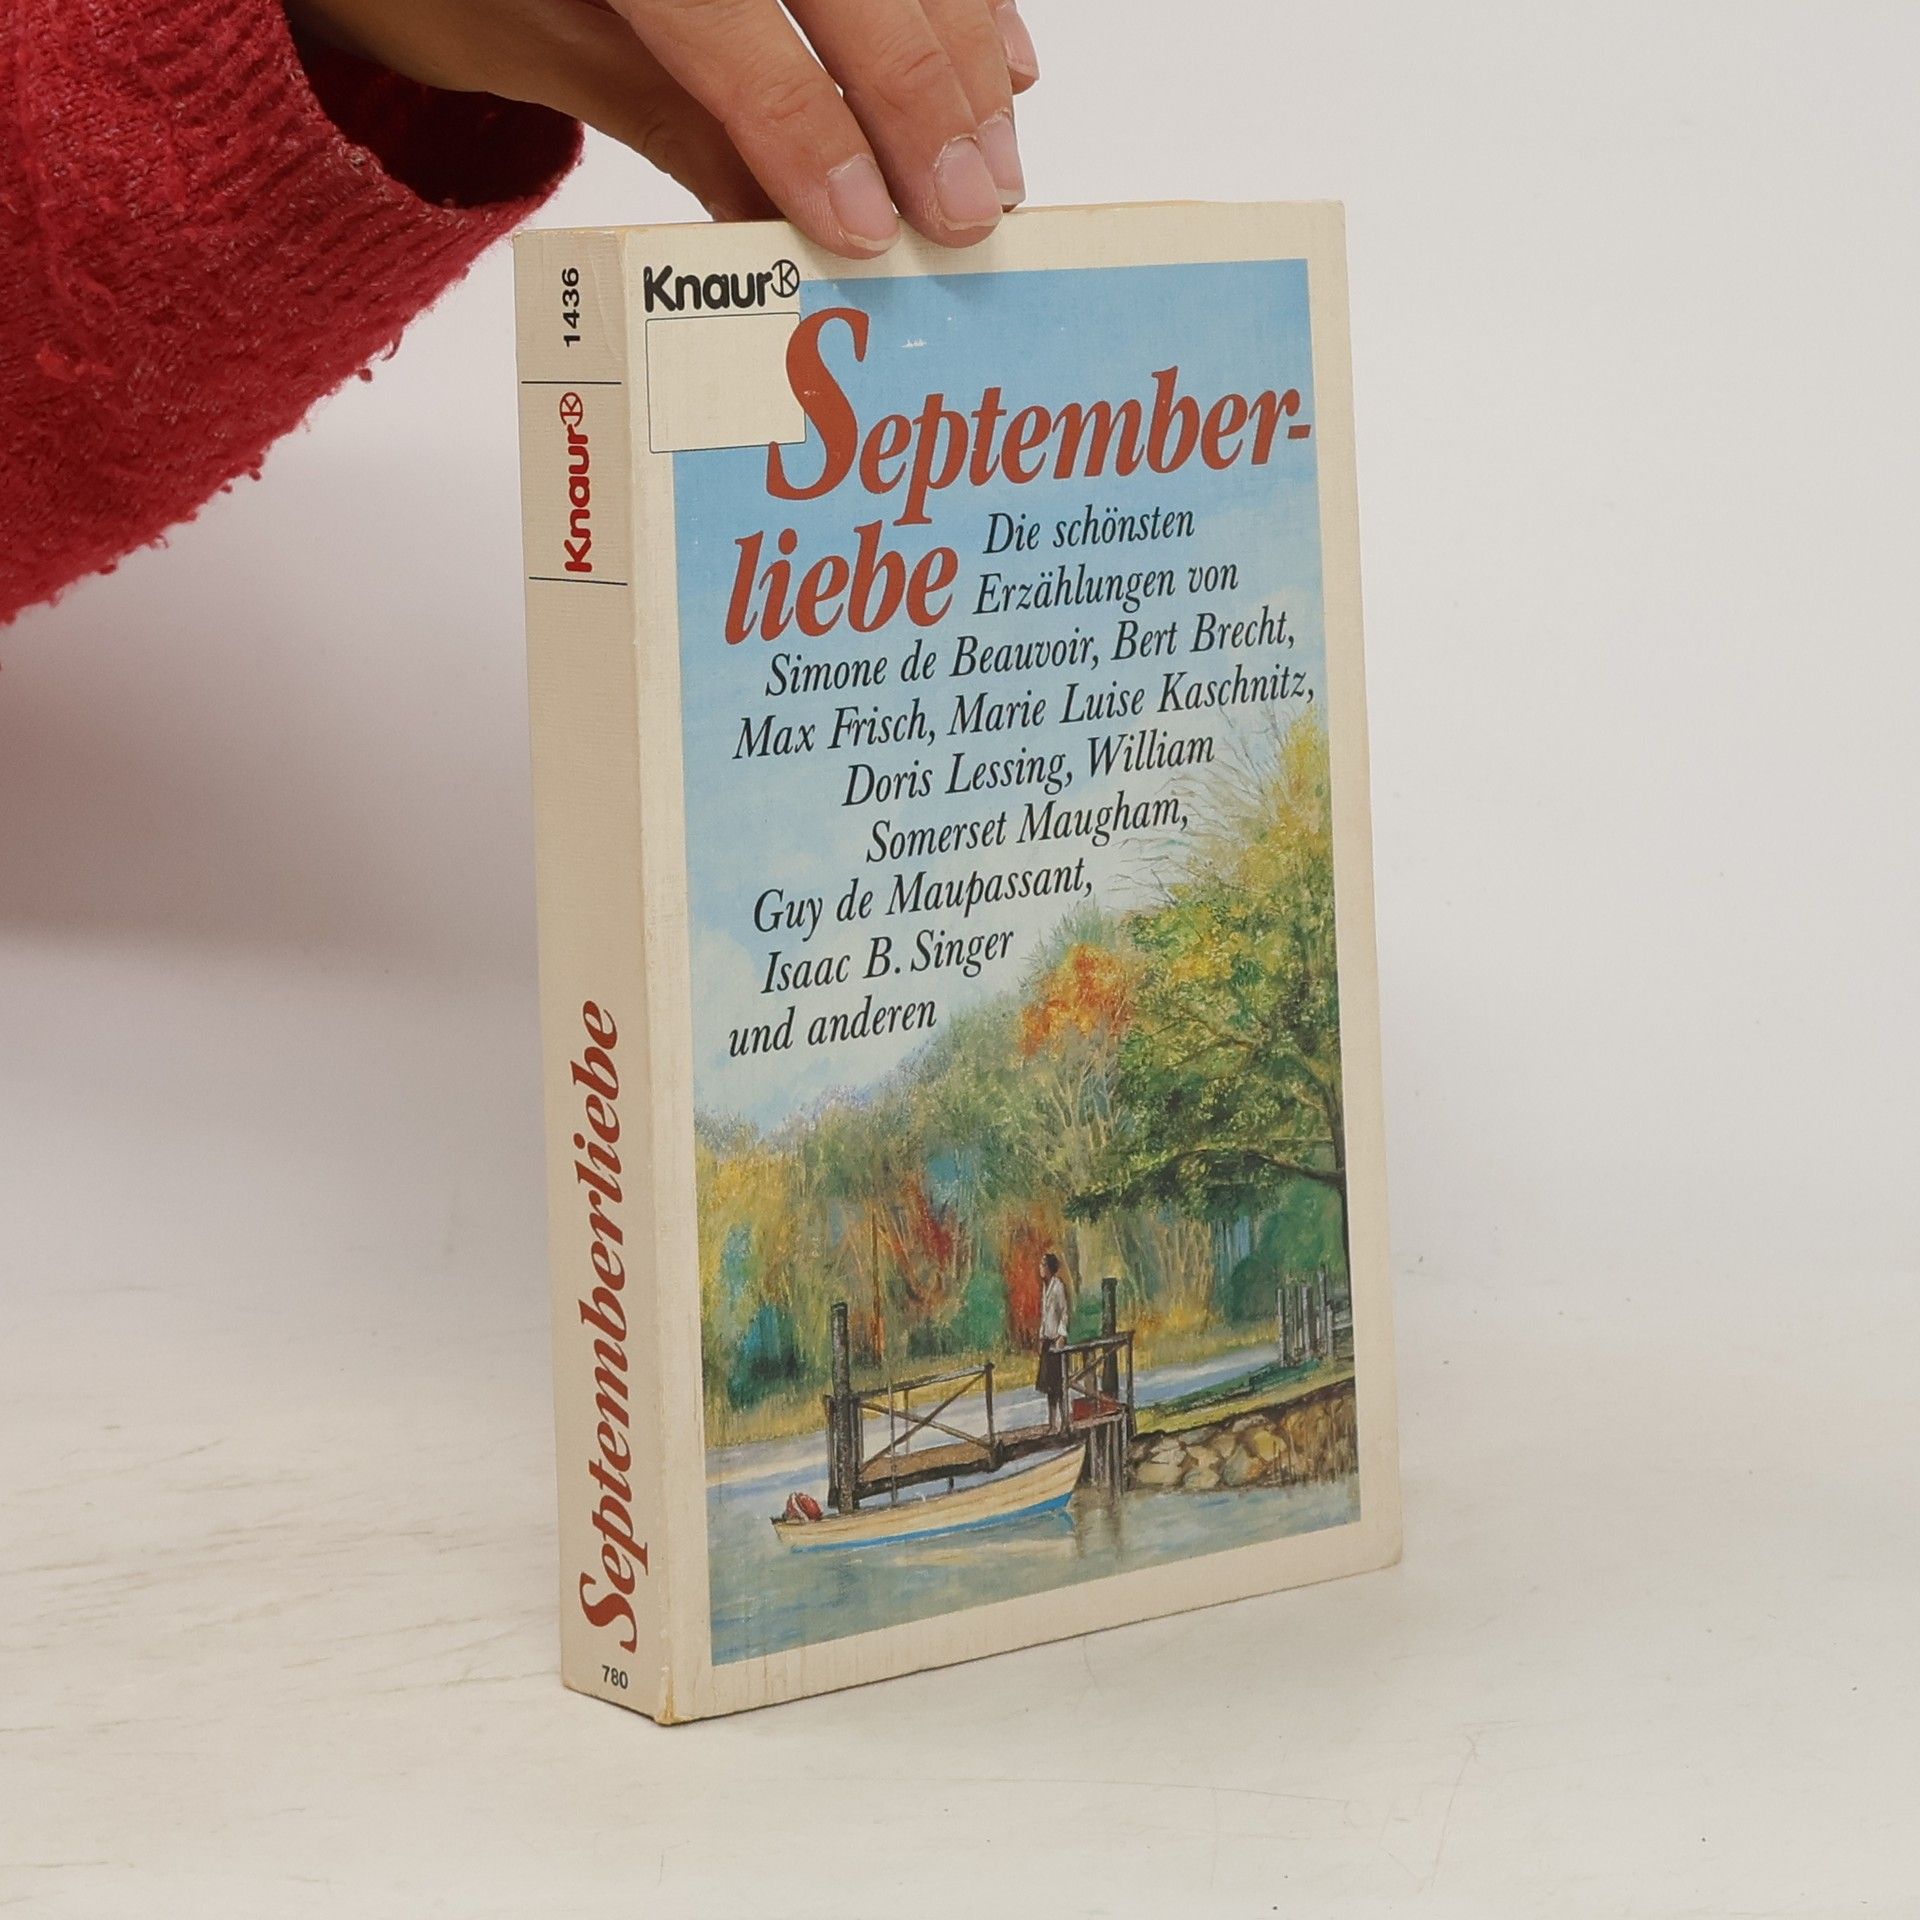 1436
Knaur
Septemberliebe
780
Knaur
September-
liebe
Die schönsten
Erzählungen von
Simone de Beauvoir, Bert Brecht,
Max Frisch, Marie Luise Kaschnitz,
Doris Lessing, William
Somerset Maugham,
Guy de Maupassant,
Isaac B. Singer
und anderen